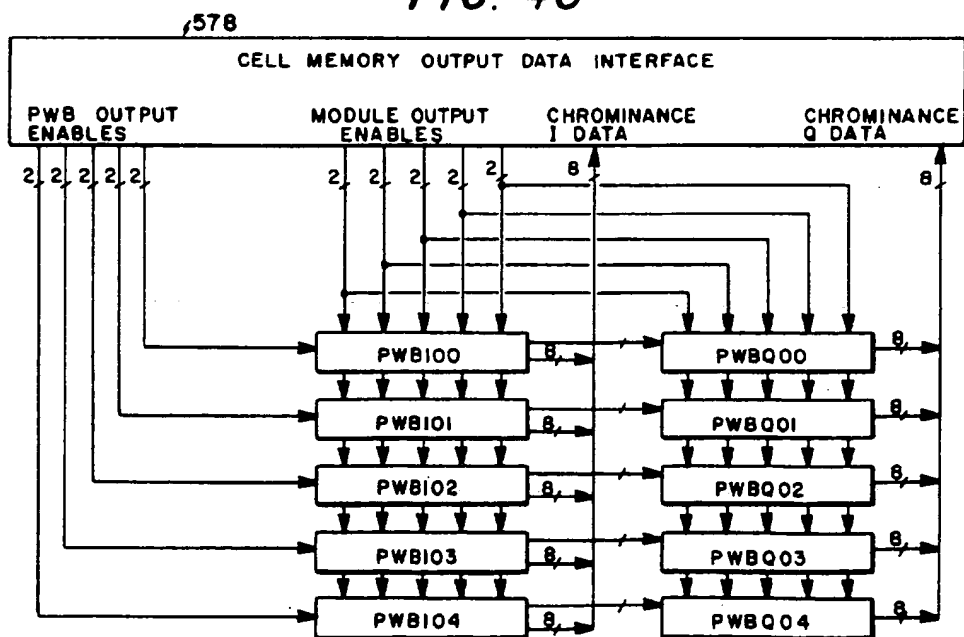 FIG.
578
CELL MEMORY OUTPUT DATA INTERFACE
PWB OUTPUT ENABLES
MODULE OUTPUT ENABLES
CHROMINANCE I DATA
CHROMINANCE Q DATA
2 2 2 2 2 2 2 2 2 2 8 8
PWBI00 8 PWBQ00 8
PWBI01 8 PWBQ01 8
PWBI02 8 PWBQ02 8
PWBI03 8 PWBQ03 8
PWBI04 8 PWBQ04 8